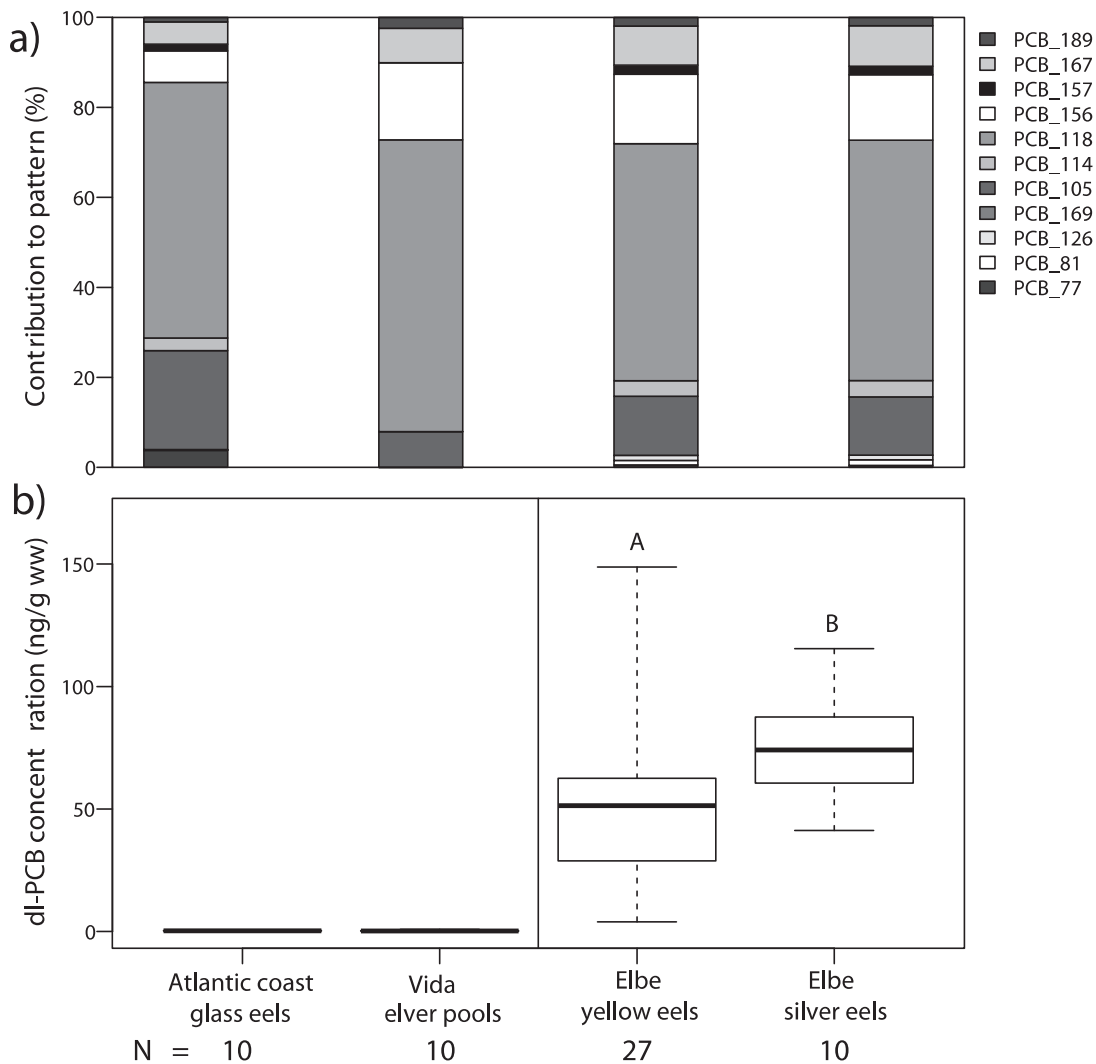 a)
Contribution to pattern (%)
100
80
60
40
20
0
PCB_189
PCB_167
PCB_157
PCB_156
PCB_118
PCB_114
PCB_105
PCB_169
PCB_126
PCB_81
PCB_77
b)
dl-PCB concent ration (ng/g ww)
150
100
50
0
A
B
Atlantic coast
glass eels
Vida
elver pools
Elbe
yellow eels
Elbe
silver eels
N = 10 10 27 10